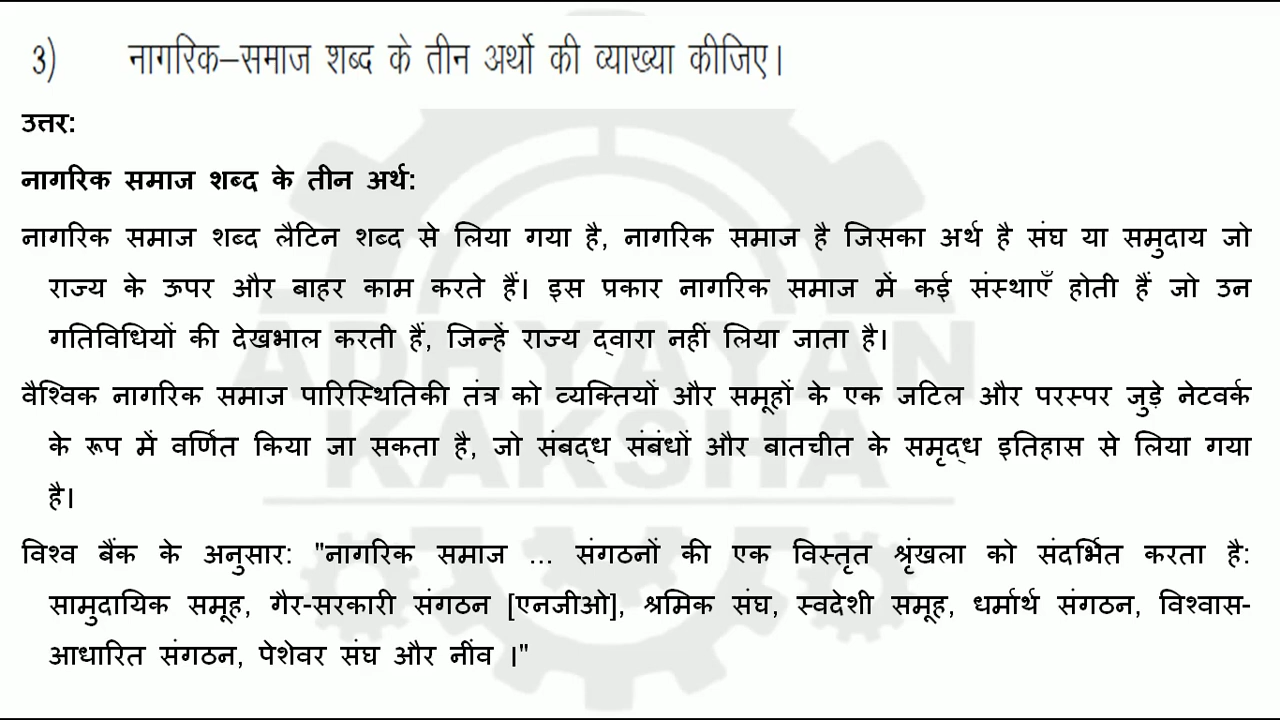 3) नागरिक–समाज शब्द के तीन अर्थो की व्याख्या कीजिए।
उत्तर:
नागरिक समाज शब्द के तीन अर्थ:
नागरिक समाज शब्द लैटिन शब्द से लिया गया है, नागरिक समाज है जिसका अर्थ है संघ या समुदाय जो
राज्य के ऊपर और बाहर काम करते हैं। इस प्रकार नागरिक समाज में कई संस्थाएँ होती हैं जो उन
गतिविधियों की देखभाल करती हैं, जिन्हें राज्य द्वारा नहीं लिया जाता है।
वैश्विक नागरिक समाज पारिस्थितिकी तंत्र को व्यक्तियों और समूहों के एक जटिल और परस्पर जुड़े नेटवर्क
के रूप में वर्णित किया जा सकता है, जो संबद्ध संबंधों और बातचीत के समृद्ध इतिहास से लिया गया
है।
विश्व बैंक के अनुसार: "नागरिक समाज ... संगठनों की एक विस्तृत श्रृंखला को संदर्भित करता है:
सामुदायिक समूह, गैर-सरकारी संगठन [एनजीओ], श्रमिक संघ, स्वदेशी समूह, धर्मार्थ संगठन, विश्वास-
आधारित संगठन, पेशेवर संघ और नींव ।"
ADHYAYAN
KAKSHA